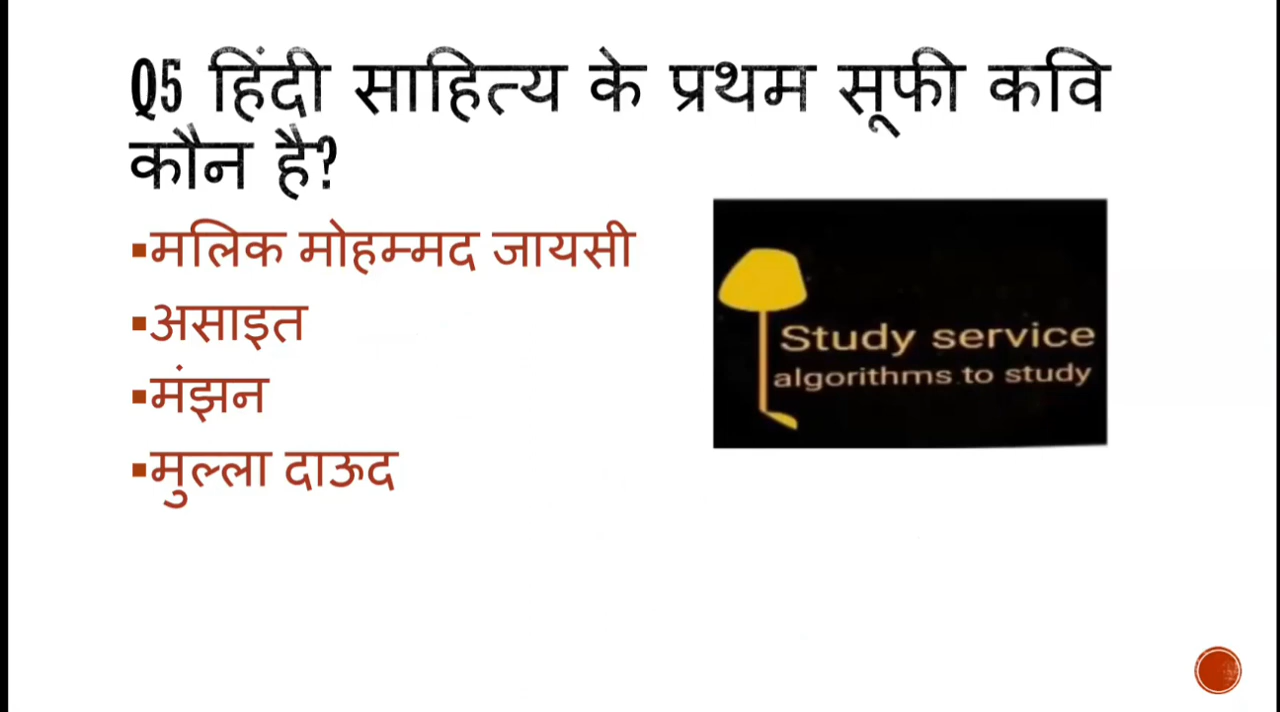 Q5 हिंदी साहित्य के प्रथम सूफी कवि
कौन है?
▪मलिक मोहम्मद जायसी
▪असाइत
▪मंझन
▪मुल्ला दाऊद
Study service
algorithms to study